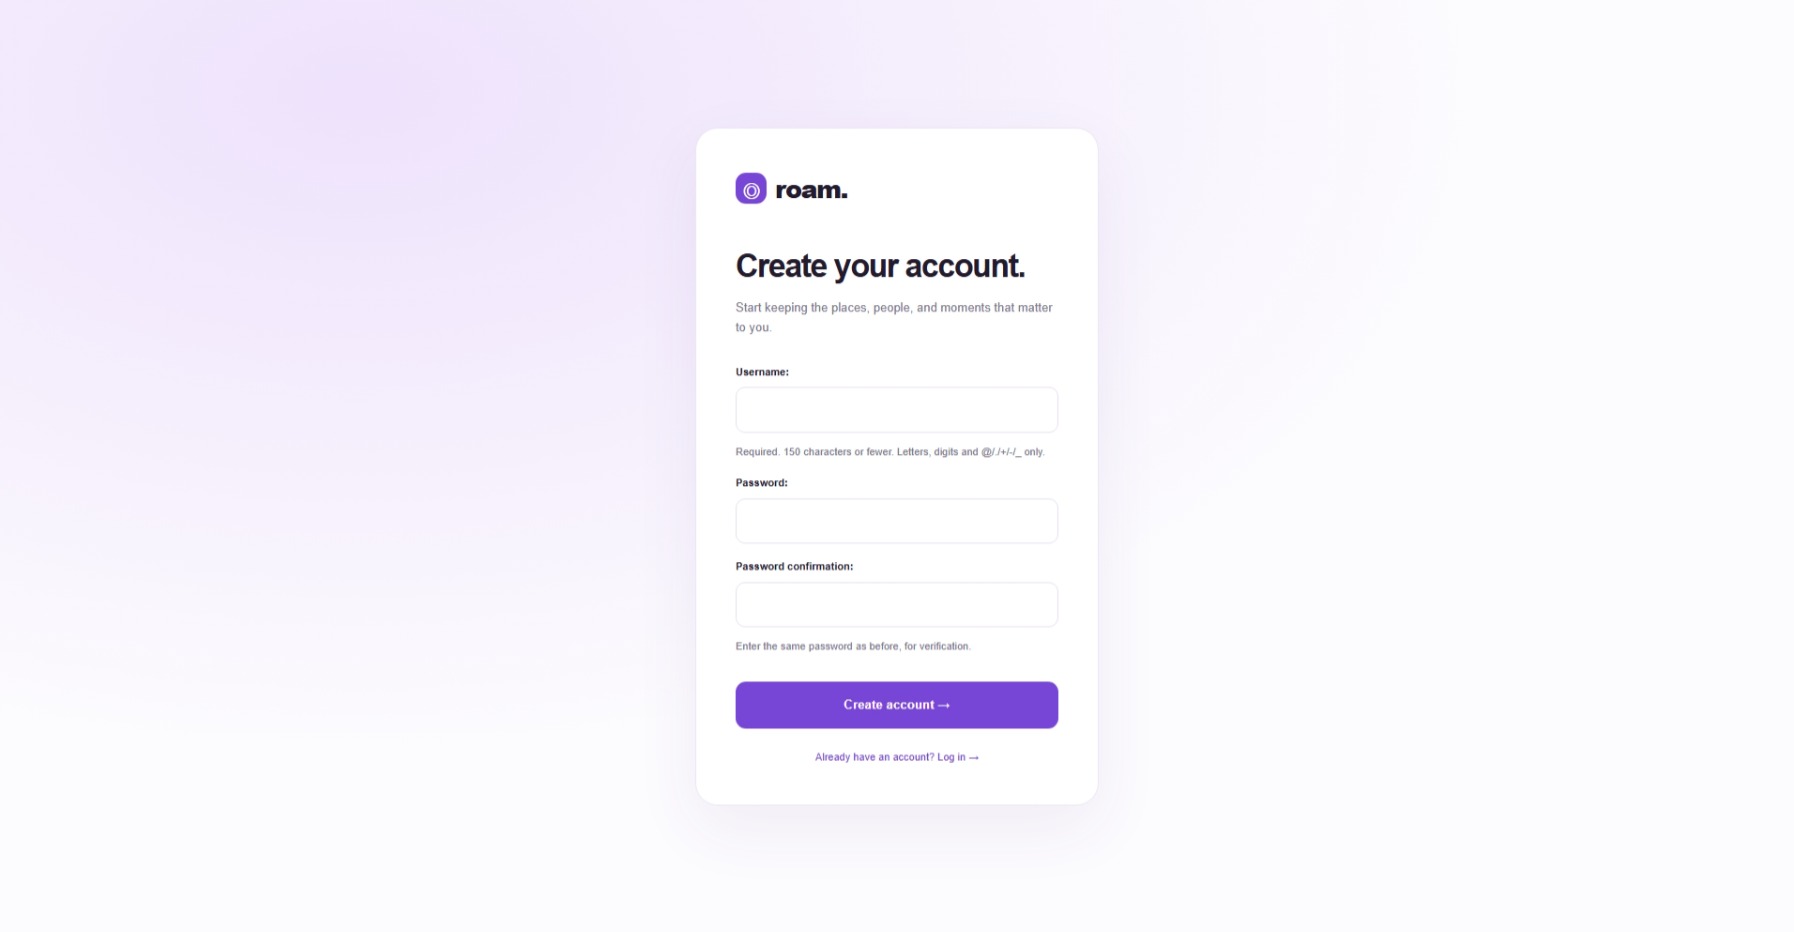 roam.
Create your account.
Start keeping the places, people, and moments that matter
to you.
Username:
Required. 150 characters or fewer. Letters, digits and @/./+/-/_ only.
Password:
Password confirmation:
Enter the same password as before, for verification.
Create account →
Already have an account? Log in →